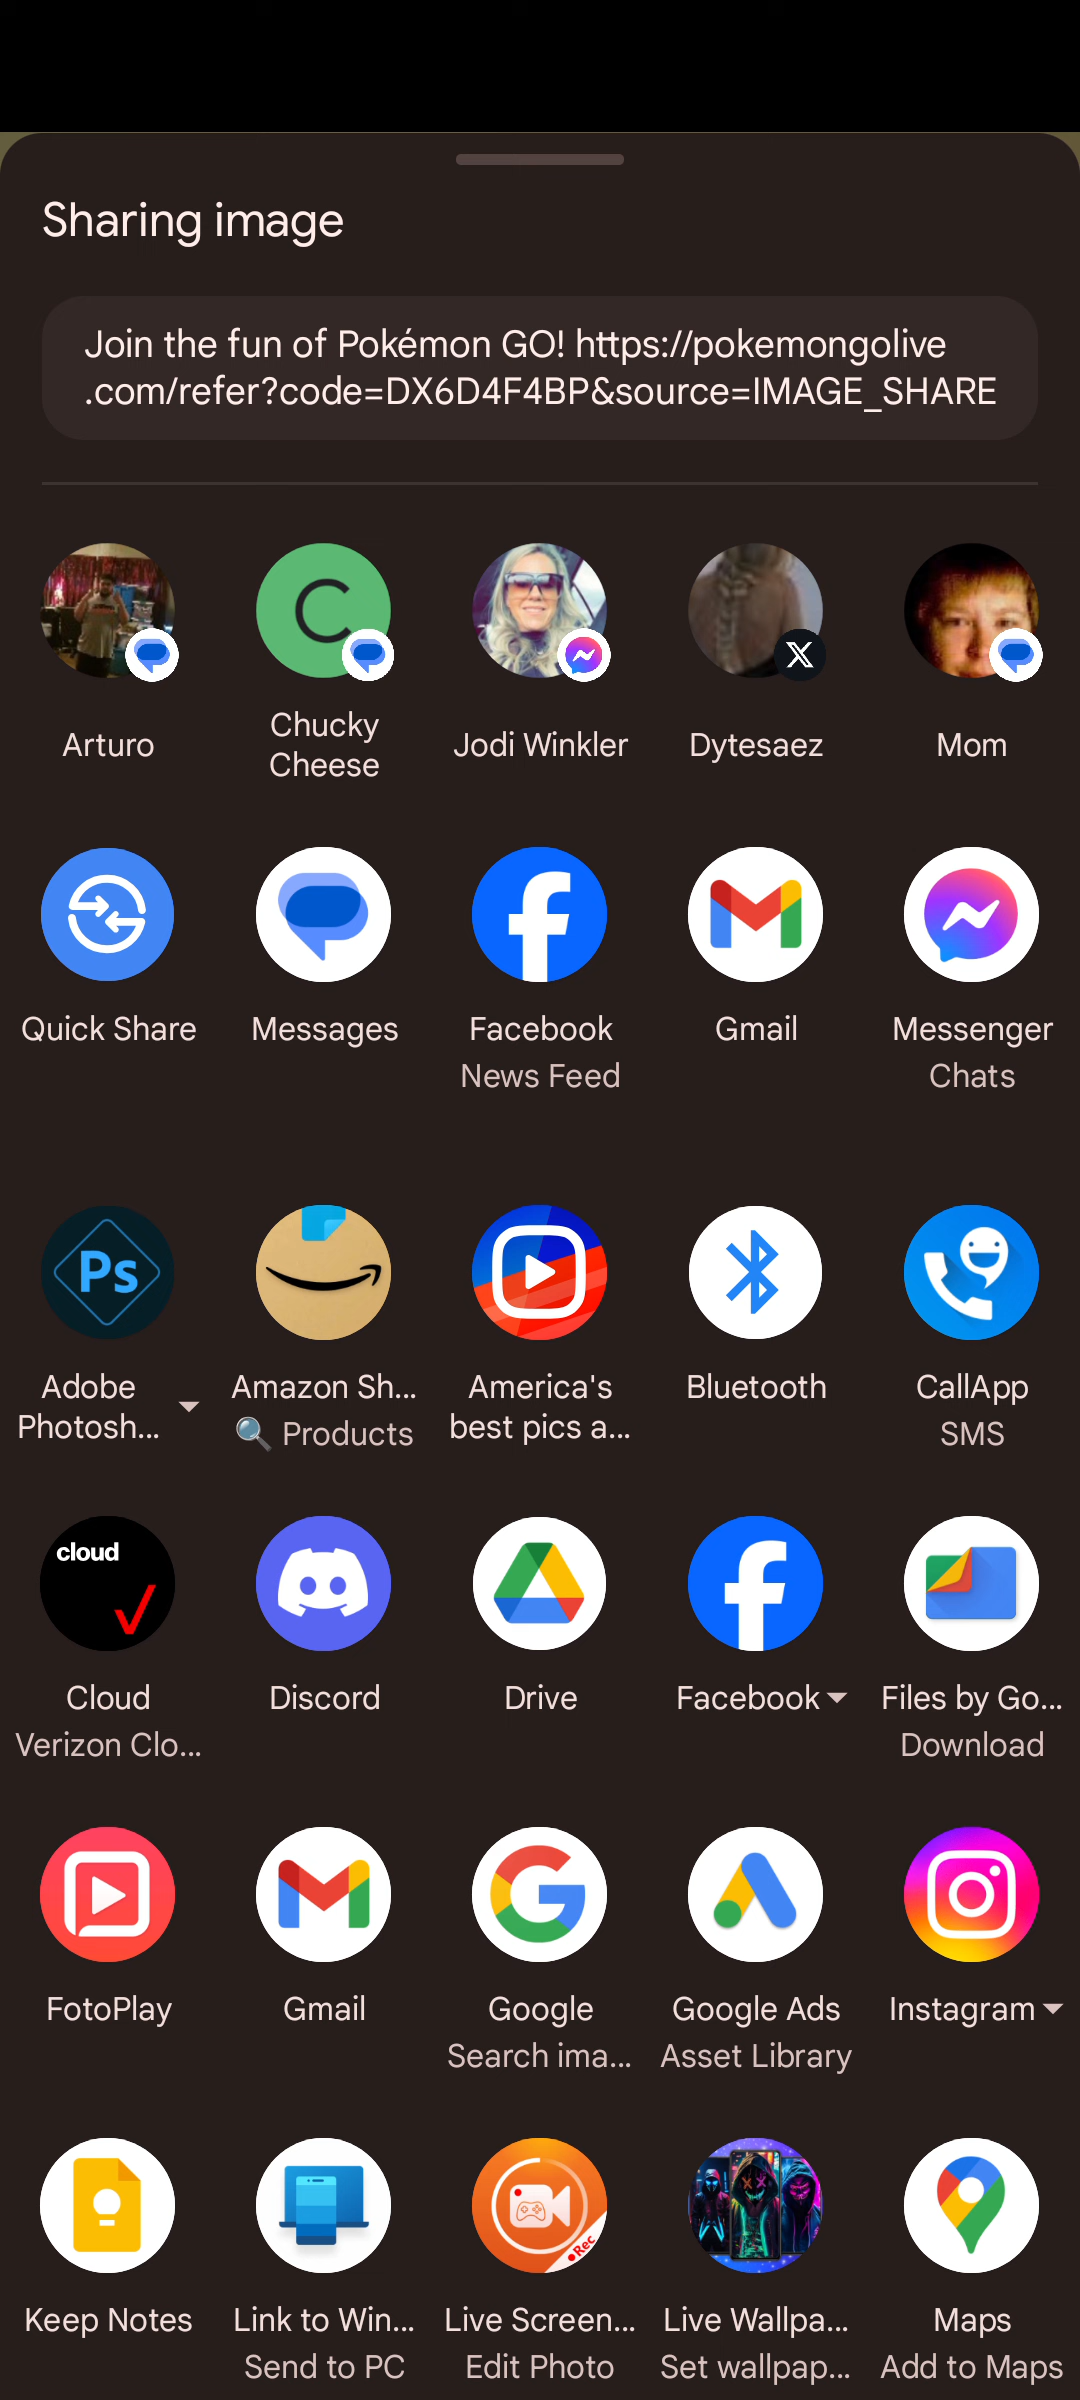 Sharing image
Join the fun of Pokémon GO! https://pokemongolive
.com/refer?code=DX6D4F4BP&source=IMAGE_SHARE
Arturo
Chucky
Cheese
Jodi Winkler
Dytesaez
Mom
Quick Share
Messages
Facebook
News Feed
Gmail
Messenger
Chats
Ps
Adobe
Photosh...
Amazon Sh...
🔍 Products
America's
best pics a...
Bluetooth
CallApp
SMS
cloud
Cloud
Verizon Clo...
Discord
Drive
Facebook
Files by Go...
Download
FotoPlay
Gmail
Google
Search ima...
Google Ads
Asset Library
Instagram
Rec
Keep Notes
Link to Win...
Send to PC
Live Screen...
Edit Photo
Live Wallpa...
Set wallpap...
Maps
Add to Maps